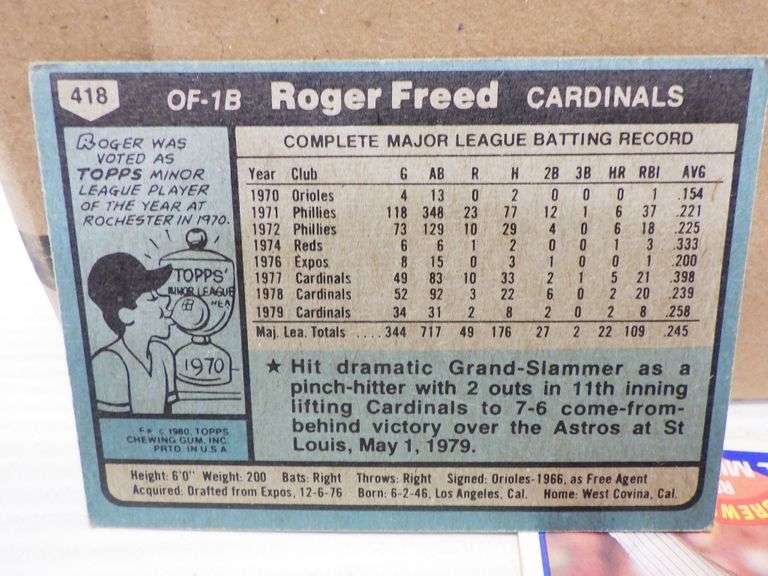 418 OF-1B Roger Freed CARDINALS
ROGER WAS
VOTED AS
TOPPS MINOR
LEAGUE PLAYER
OF THE YEAR AT
ROCHESTER IN 1970.
TOPPS'
MINOR LEAGUE
1970
© 1980 TOPPS
CHEWING GUM, INC.
PRTD IN U S A
COMPLETE MAJOR LEAGUE BATTING RECORD
Year Club G AB R H 2B 3B HR RBI AVG
1970 Orioles 4 13 0 2 0 0 0 1 .154
1971 Phillies 118 348 23 77 12 1 6 37 .221
1972 Phillies 73 129 10 29 4 0 6 18 .225
1974 Reds 6 6 1 2 0 0 1 3 .333
1976 Expos 8 15 0 3 1 0 0 1 .200
1977 Cardinals 49 83 10 33 2 1 5 21 .398
1978 Cardinals 52 92 3 22 6 0 2 20 .239
1979 Cardinals 34 31 2 8 2 0 2 8 .258
Maj. Lea. Totals .... 344 717 49 176 27 2 22 109 .245
★ Hit dramatic Grand-Slammer as a
pinch-hitter with 2 outs in 11th inning
lifting Cardinals to 7-6 come-from-
behind victory over the Astros at St
Louis, May 1, 1979.
Height: 6'0" Weight: 200 Bats: Right Throws: Right Signed: Orioles-1966, as Free Agent
Acquired: Drafted from Expos, 12-6-76 Born: 6-2-46, Los Angeles, Cal. Home: West Covina, Cal.